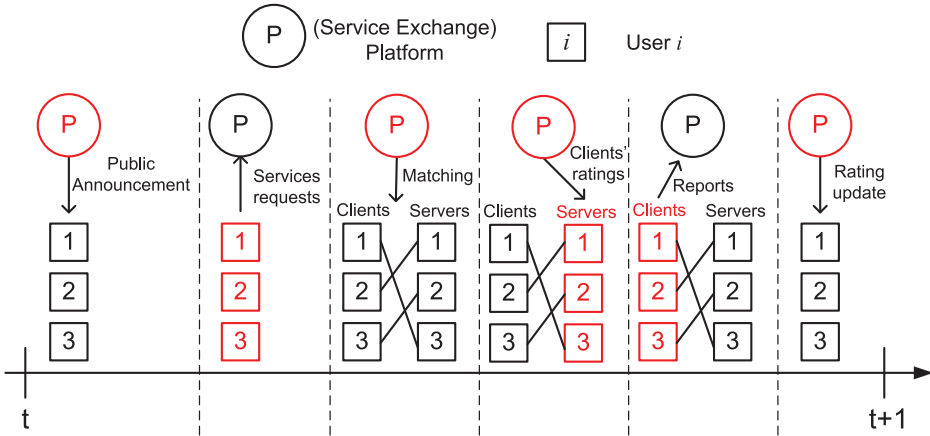 P
(Service Exchange)
Platform
i
User i
P
Public
Announcement
1
2
3
P
Services
requests
1
2
3
P
Matching
Clients
Servers
1
1
2
2
3
3
P
Clients'
ratings
Clients
Servers
1
1
2
2
3
3
P
Reports
Clients
Servers
1
1
2
2
3
3
P
Rating
update
1
2
3
t
t+1